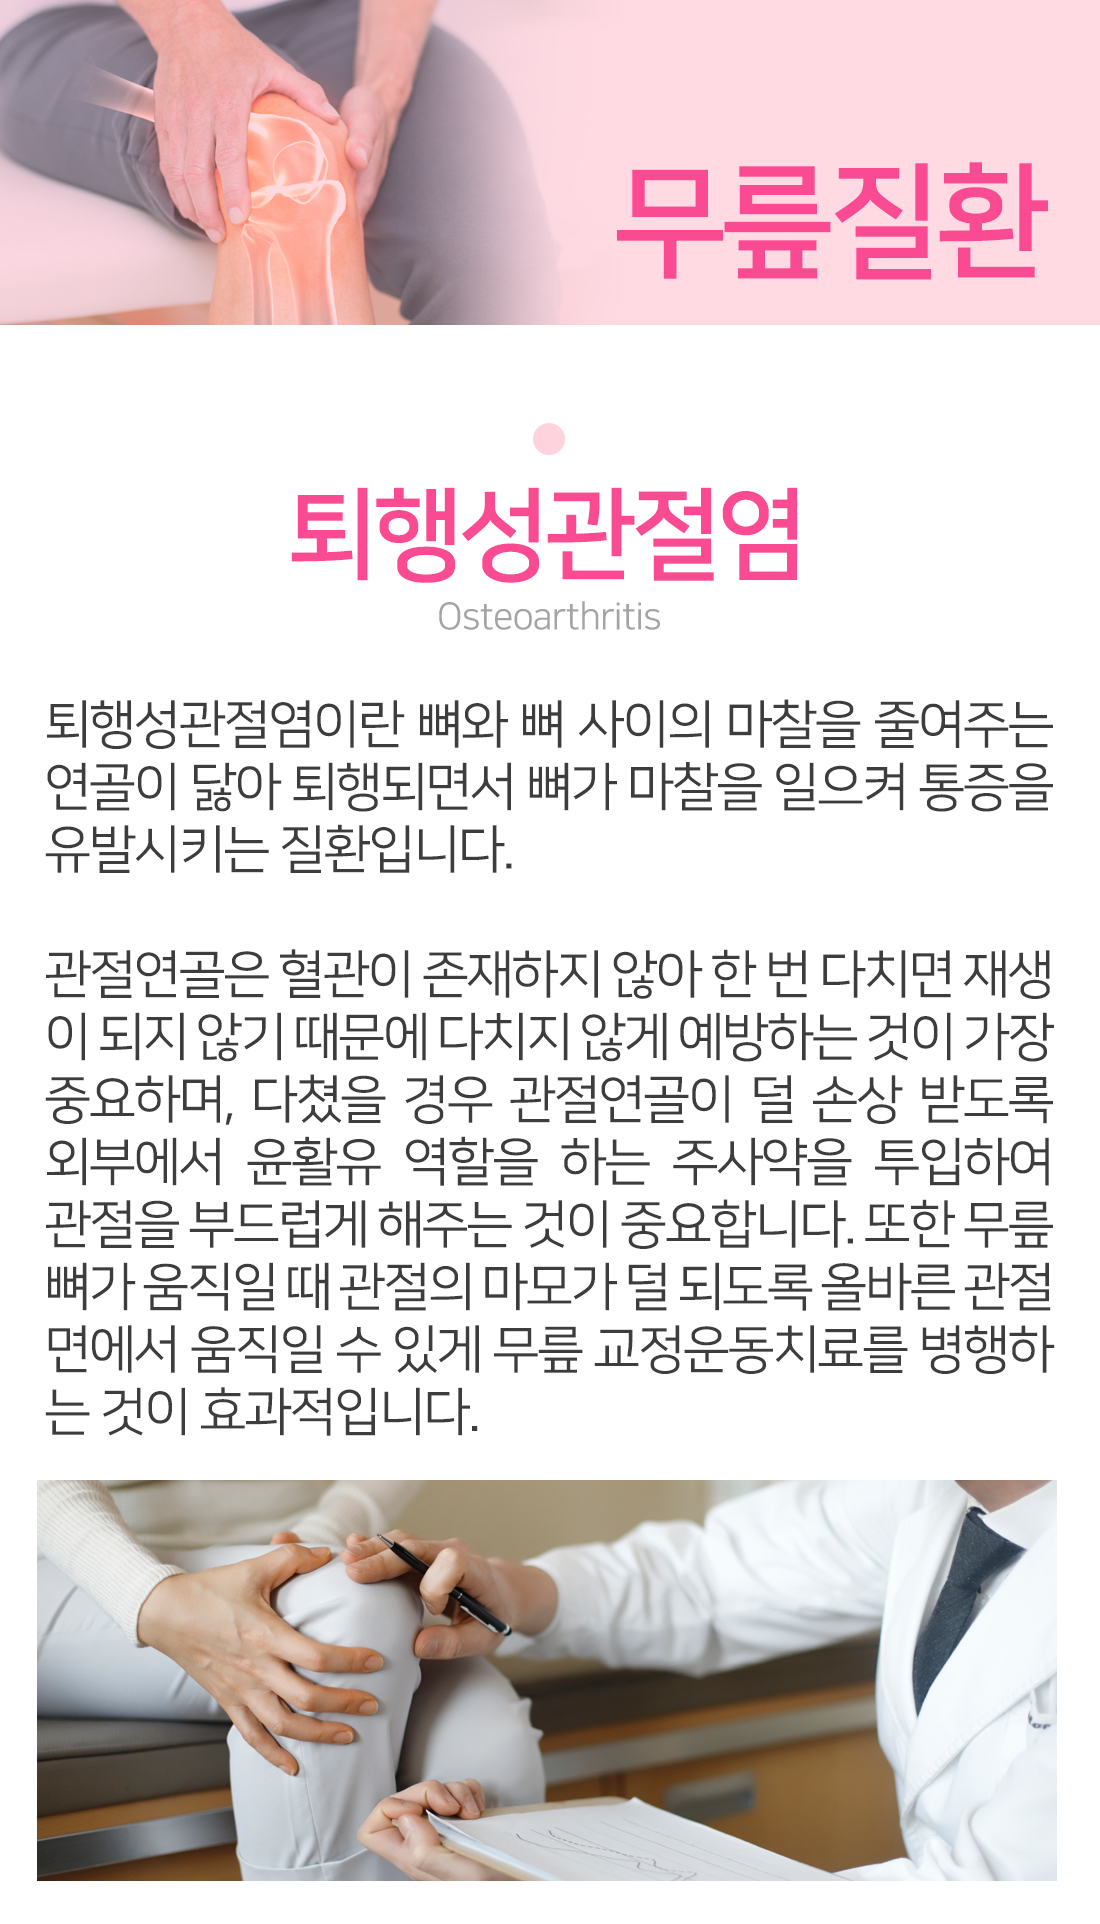 무릎질환
퇴행성관절염
Osteoarthritis
퇴행성관절염이란 뼈와 뼈 사이의 마찰을 줄여주는
연골이 닳아 퇴행되면서 뼈가 마찰을 일으켜 통증을
유발시키는 질환입니다.
관절연골은 혈관이 존재하지 않아 한 번 다치면 재생
이 되지 않기 때문에 다치지 않게 예방하는 것이 가장
중요하며, 다쳤을 경우 관절연골이 덜 손상 받도록
외부에서 윤활유 역할을 하는 주사약을 투입하여
관절을 부드럽게 해주는 것이 중요합니다. 또한 무릎
뼈가 움직일 때 관절의 마모가 덜 되도록 올바른 관절
면에서 움직일 수 있게 무릎 교정운동치료를 병행하
는 것이 효과적입니다.